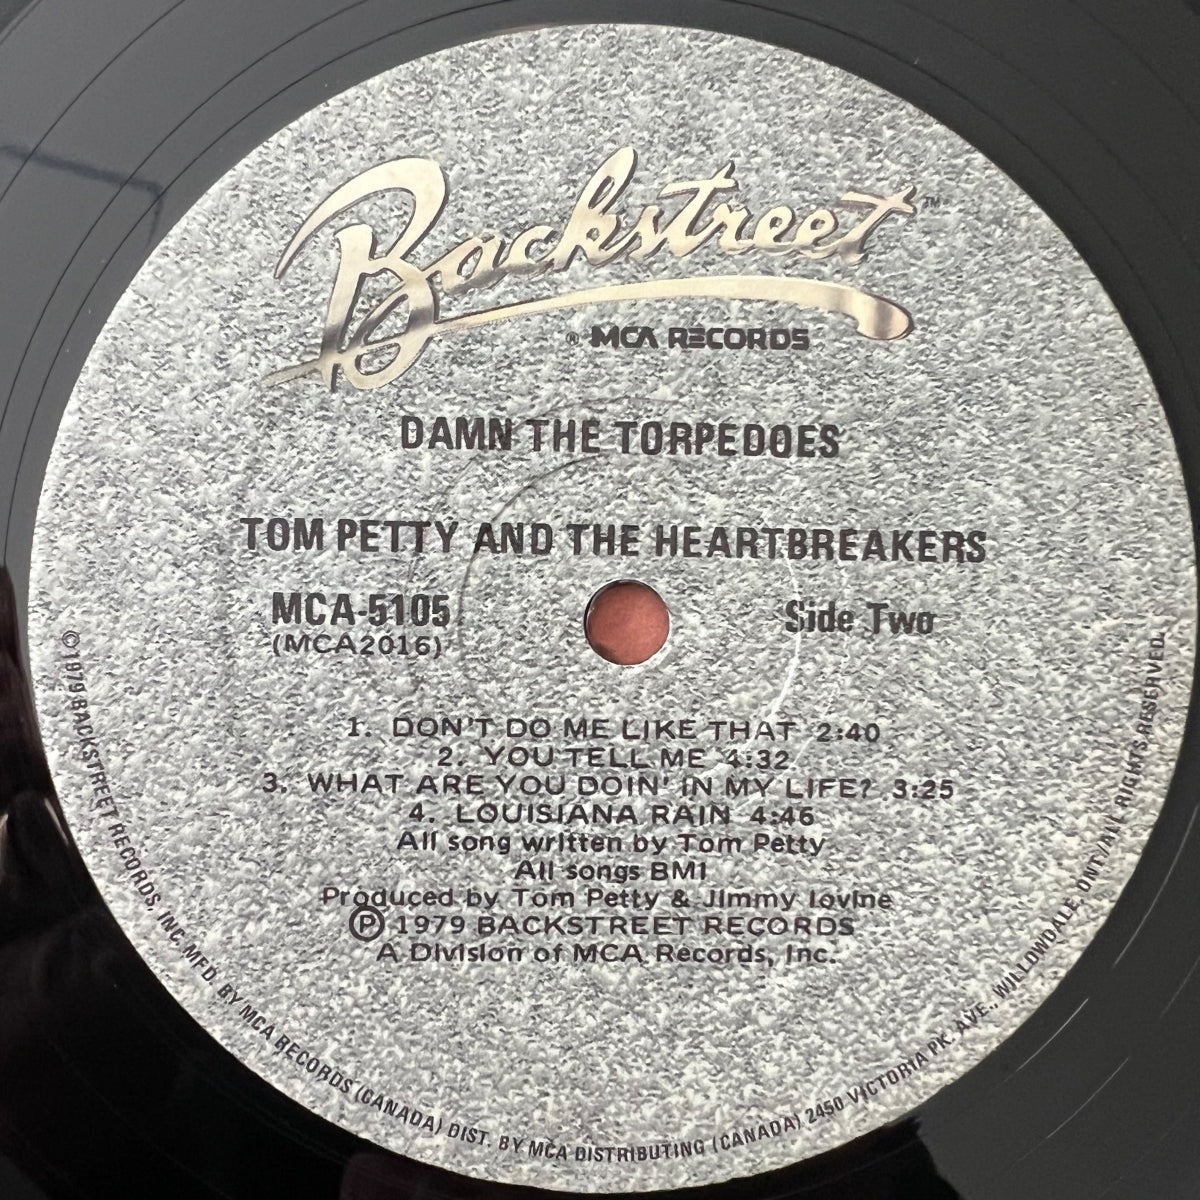 Backstreet™
® MCA RECORDS
DAMN THE TORPEDOES
TOM PETTY AND THE HEARTBREAKERS
MCA-5105
(MCA2016)
Side Two
1. DON'T DO ME LIKE THAT 2:40
2. YOU TELL ME 4:32
3. WHAT ARE YOU DOIN' IN MY LIFE? 3:25
4. LOUISIANA RAIN 4:46
All song written by Tom Petty
All songs BMI
Produced by Tom Petty & Jimmy Iovine
Ⓟ 1979 BACKSTREET RECORDS
A Division of MCA Records, Inc.
© 1979 BACKSTREET RECORDS, INC. MFD. BY MCA RECORDS (CANADA) DIST. BY MCA DISTRIBUTING (CANADA) 2450 VICTORIA PK. AVE., WILLOWDALE, ONT./ALL RIGHTS RESERVED.